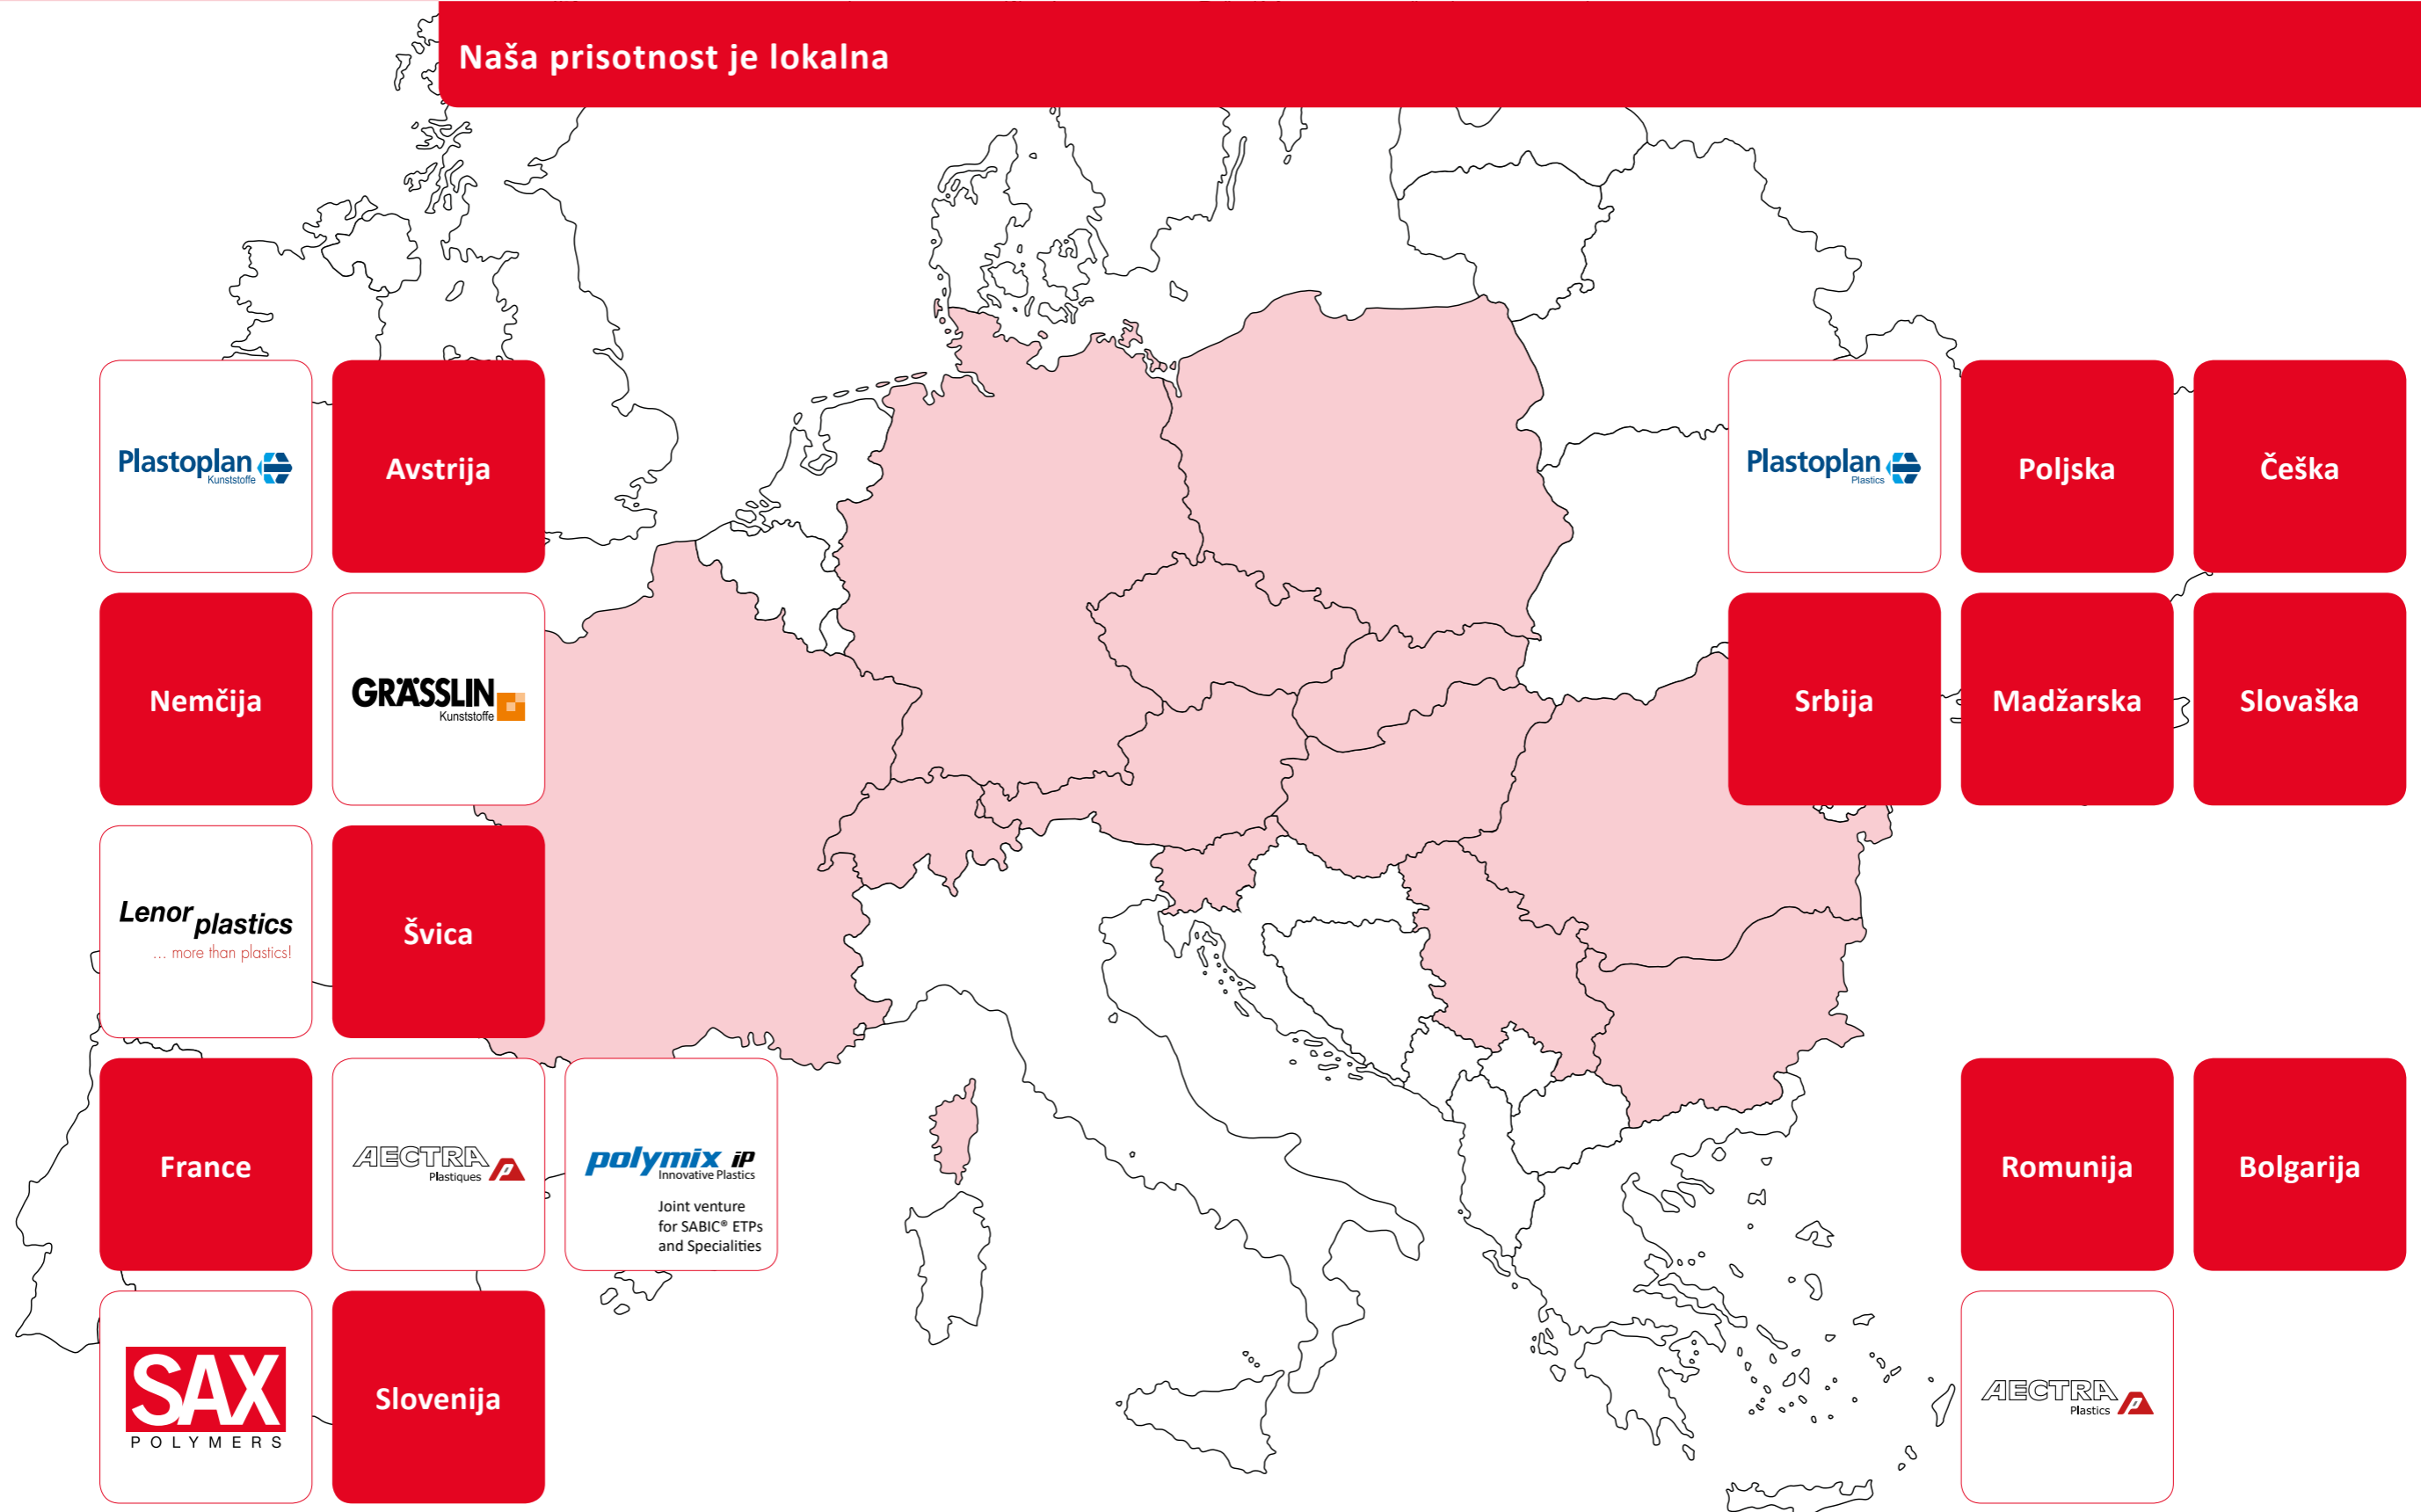 Naša prisotnost je lokalna
Plastoplan
Kunststoffe
Avstrija
Plastoplan
Plastics
Poljska
Češka
Nemčija
GRÄSSLIN
Kunststoffe
Srbija
Madžarska
Slovaška
Lenor plastics
... more than plastics!
Švica
France
AECTRA
Plastiques
polymix iP
Innovative Plastics
Joint venture
for SABIC® ETPs
and Specialities
Romunija
Bolgarija
SAX
POLYMERS
Slovenija
AECTRA
Plastics